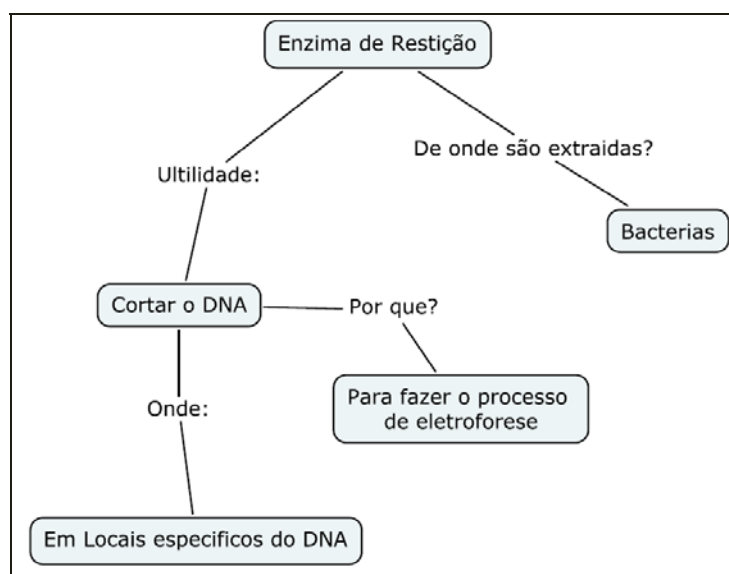 Enzima de Restição
De onde são extraidas?
Ultilidade:
Bacterias
Cortar o DNA
Por que?
Para fazer o processo
de eletroforese
Onde:
Em Locais especificos do DNA